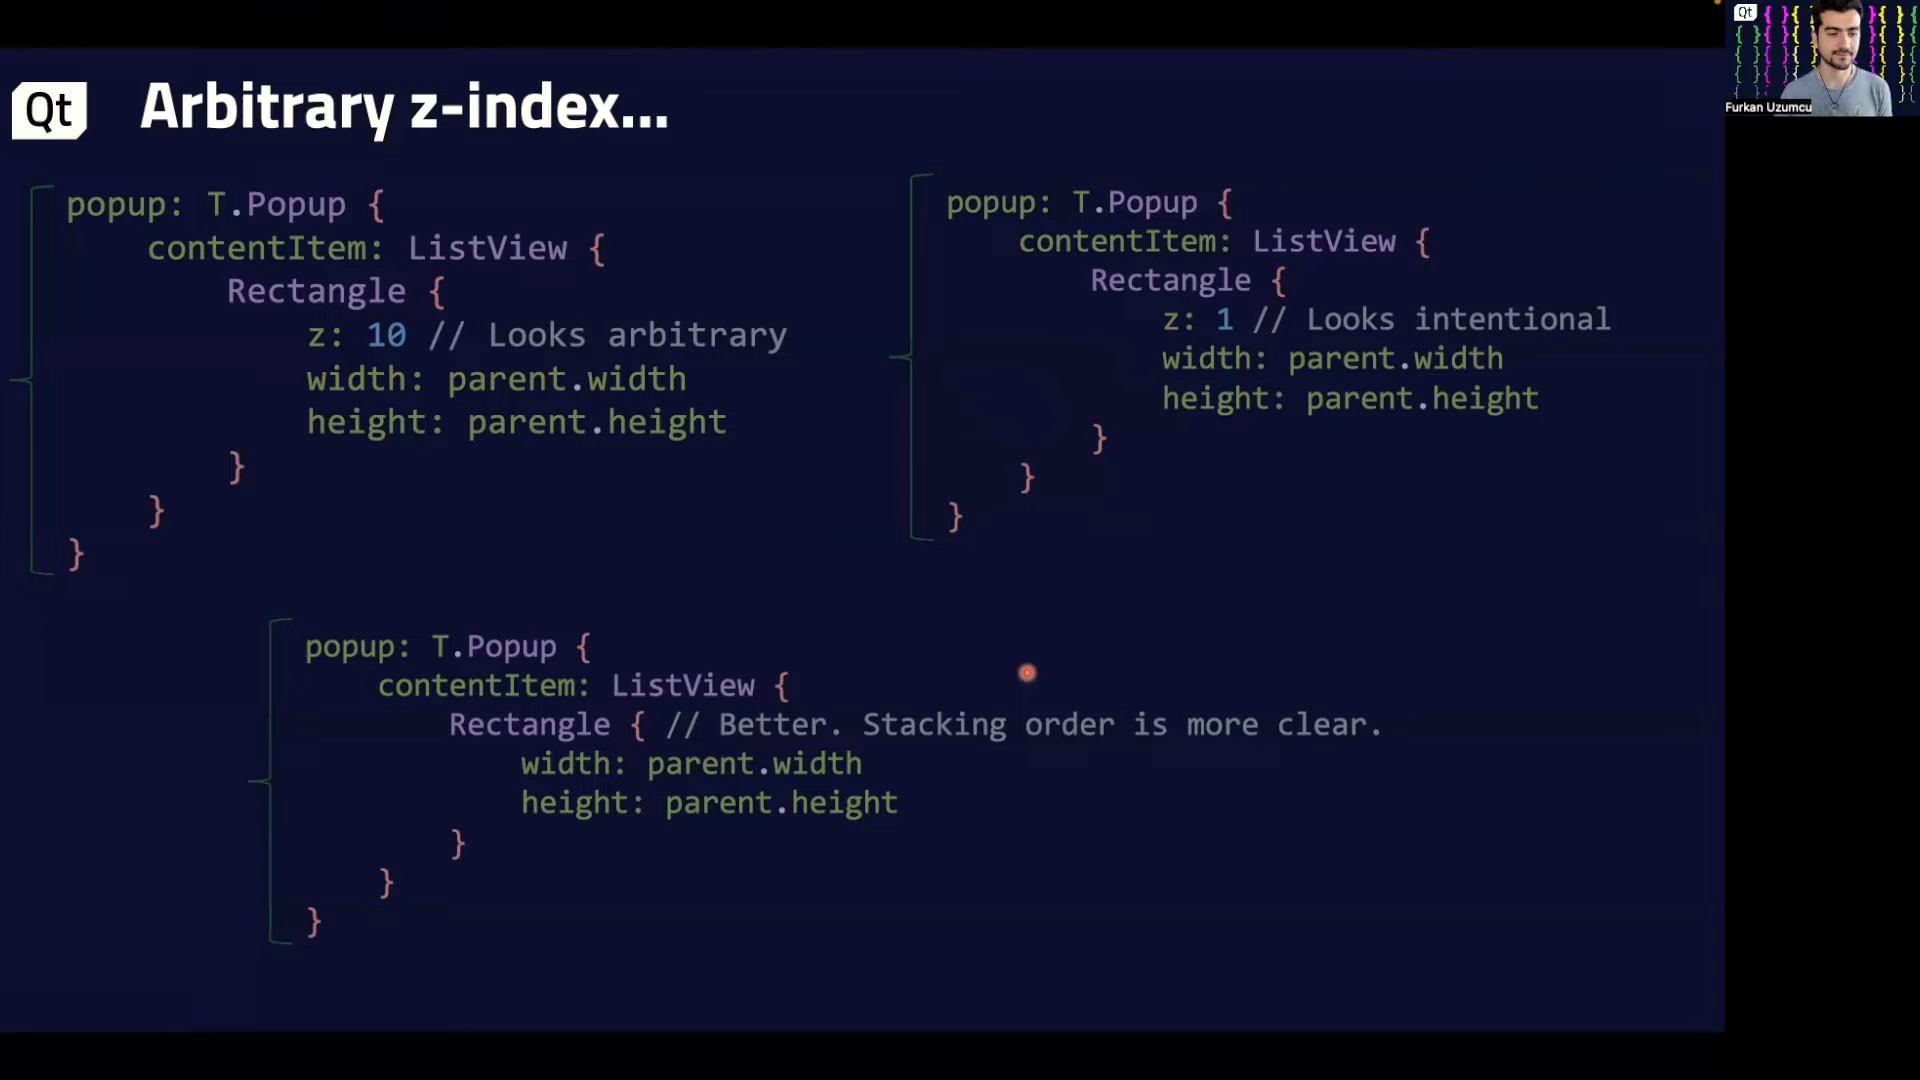 Qt
Arbitrary z-index...
popup: T.Popup {
contentItem: ListView {
Rectangle {
z: 10 // Looks arbitrary
width: parent.width
height: parent.height
}
}
}
popup: T.Popup {
contentItem: ListView {
Rectangle {
z: 1 // Looks intentional
width: parent.width
height: parent.height
}
}
}
popup: T.Popup {
contentItem: ListView {
Rectangle { // Better. Stacking order is more clear.
width: parent.width
height: parent.height
}
}
}
Qt
Furkan Uzumcu